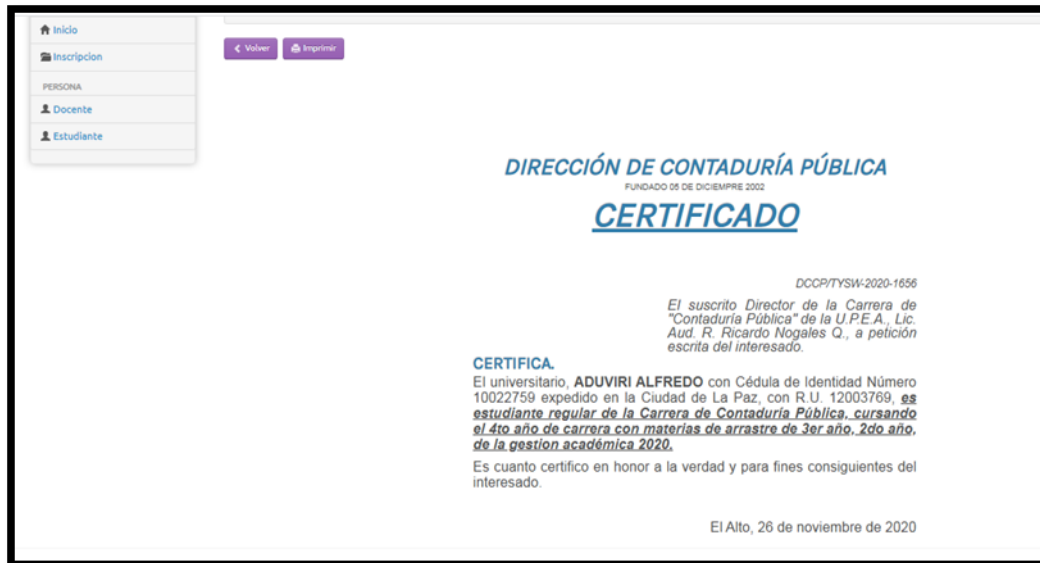 Inicio
Inscripcion
PERSONA
Docente
Estudiante
Volver
Imprimir
DIRECCIÓN DE CONTADURÍA PÚBLICA
FUNDADO 05 DE DICIEMPRE 2002
CERTIFICADO
DCCP/TYSW-2020-1656
El suscrito Director de la Carrera de
"Contaduría Pública" de la U.P.E.A., Lic.
Aud. R. Ricardo Nogales Q., a petición
escrita del interesado.
CERTIFICA.
El universitario, ADUVIRI ALFREDO con Cédula de Identidad Número
10022759 expedido en la Ciudad de La Paz, con R.U. 12003769, es
estudiante regular de la Carrera de Contaduría Pública, cursando
el 4to año de carrera con materias de arrastre de 3er año, 2do año,
de la gestion académica 2020.
Es cuanto certifico en honor a la verdad y para fines consiguientes del
interesado.
El Alto, 26 de noviembre de 2020